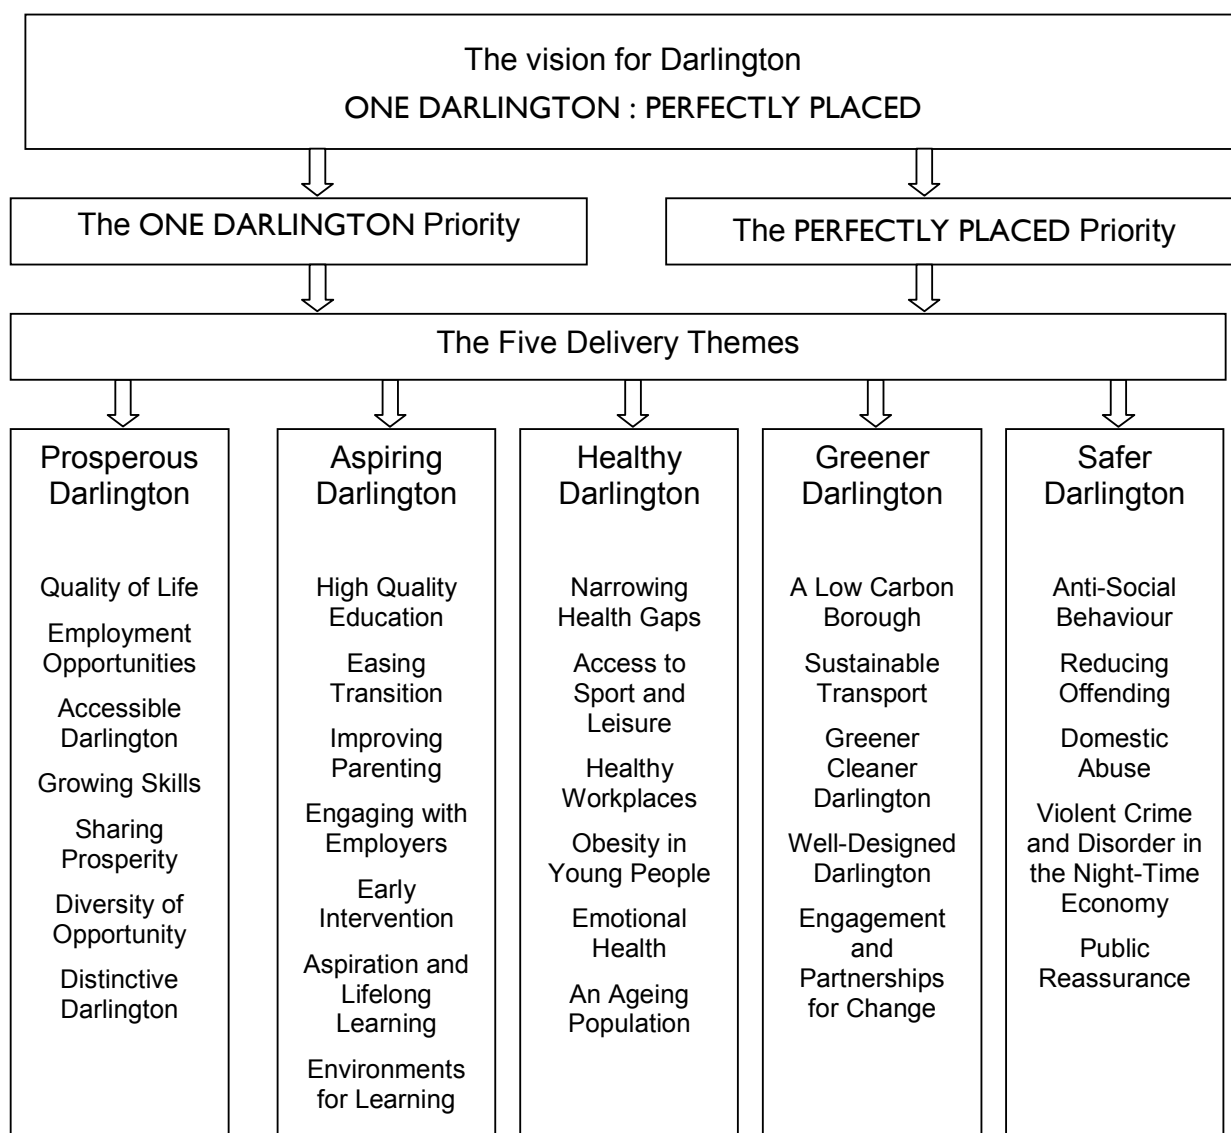 The vision for Darlington
ONE DARLINGTON : PERFECTLY PLACED
The ONE DARLINGTON Priority
The PERFECTLY PLACED Priority
The Five Delivery Themes
Prosperous
Darlington
Quality of Life
Employment
Opportunities
Accessible
Darlington
Growing Skills
Sharing
Prosperity
Diversity of
Opportunity
Distinctive
Darlington
Aspiring
Darlington
High Quality
Education
Easing
Transition
Improving
Parenting
Engaging with
Employers
Early
Intervention
Aspiration and
Lifelong
Learning
Environments
for Learning
Healthy
Darlington
Narrowing
Health Gaps
Access to
Sport and
Leisure
Healthy
Workplaces
Obesity in
Young People
Emotional
Health
An Ageing
Population
Greener
Darlington
A Low Carbon
Borough
Sustainable
Transport
Greener
Cleaner
Darlington
Well-Designed
Darlington
Engagement
and
Partnerships
for Change
Safer
Darlington
Anti-Social
Behaviour
Reducing
Offending
Domestic
Abuse
Violent Crime
and Disorder in
the Night-Time
Economy
Public
Reassurance